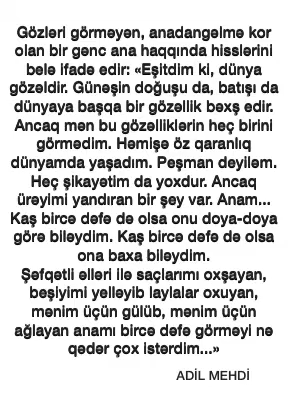 Gözləri görməyən, anadangəlmə kor
olan bir gənc ana haqqında hisslərini
belə ifadə edir: «Eşitdim ki, dünya
gözəldir. Günəşin doğuşu da, batışı da
dünyaya başqa bir gözəllik bəxş edir.
Ancaq mən bu gözəlliklərin heç birini
görmədim. Həmişə öz qaranlıq
dünyamda yaşadım. Peşman deyiləm.
Heç şikayətim da yoxdur. Ancaq
ürəyimi yandıran bir şey var. Anam...
Kaş bircə dəfə də olsa onu doya-doya
görə biləydim. Kaş bircə dəfə də olsa
ona baxa biləydim.
Şəfqətli əlləri ilə saçlarımı oxşayan,
beşiyimi yelləyib laylalar oxuyan,
mənim üçün gülüb, mənim üçün
ağlayan anamı bircə dəfə görməyi nə
qədər çox istərdim...»
ADİL MEHDİ